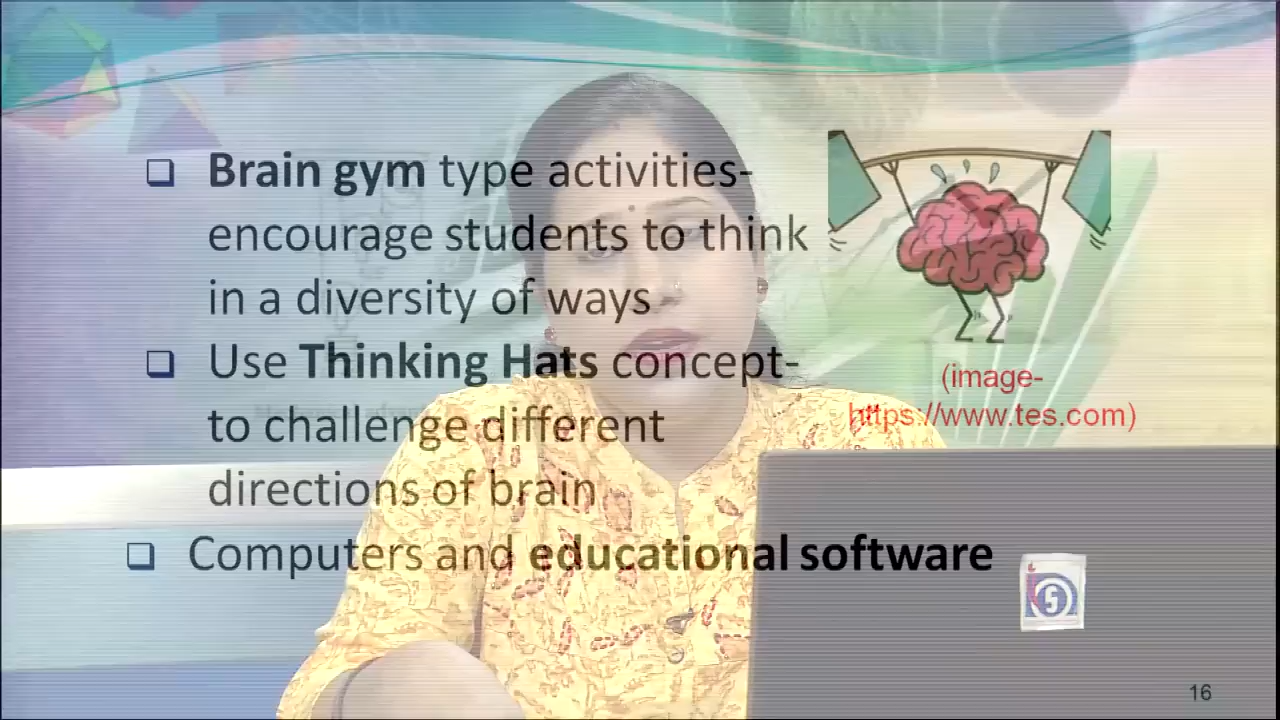 Brain gym type activities-
encourage students to think
in a diversity of ways
Use Thinking Hats concept-
to challenge different
directions of brain
Computers and educational software
(image-
https://www.tes.com)
S
16